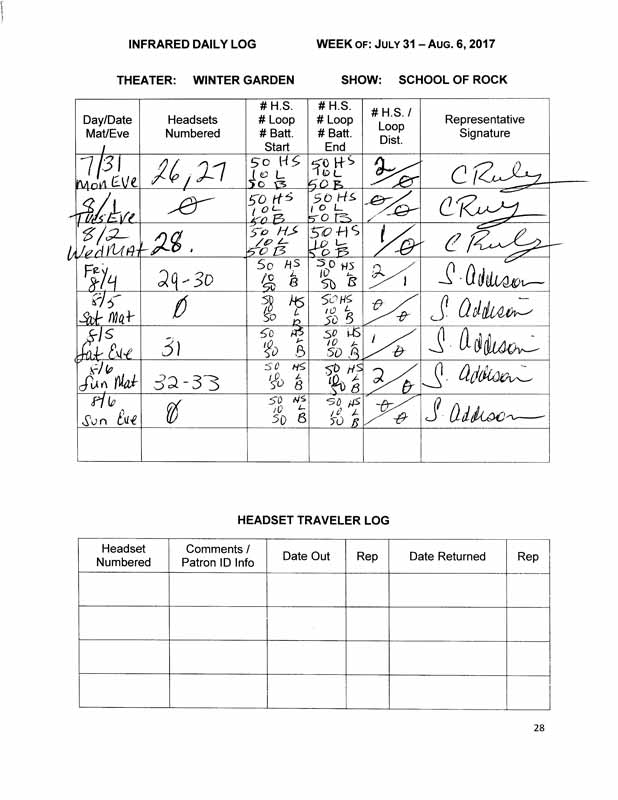 INFRARED DAILY LOG WEEK OF: JULY 31 – AUG. 6, 2017
THEATER: WINTER GARDEN SHOW: SCHOOL OF ROCK
Day/Date Mat/Eve | Headsets Numbered | # H.S. # Loop # Batt. Start | # H.S. # Loop # Batt. End | # H.S. / Loop Dist. | Representative Signature
7/31 Mon Eve | 26, 27 | 50 HS 10 L 50 B | 50 HS 10 L 50 B | 2/0 | C Ruly
8/1 Tues Eve | 0 | 50 HS 10 L 50 B | 50 HS 10 L 50 B | 0/0 | C Ruly
8/2 Wed MAT | 28. | 50 HS 10 L 50 B | 50 HS 10 L 50 B | 1/0 | C Ruly
FRY 8/4 | 29-30 | 50 HS 10 L 50 B | 50 HS 10 L 50 B | 2/1 | S. Addison
8/5 Sat Mat | 0 | 50 HS 10 L 50 B | 50 HS 10 L 50 B | 0/0 | S. Addison
8/5 Sat Eve | 31 | 50 HS 10 L 50 B | 50 HS 10 L 50 B | 1/0 | S. Addison
8/6 Sun Mat | 32-33 | 50 HS 10 L 50 B | 50 HS 10 L 50 B | 2/0 | S. Addison
8/6 Sun Eve | 0 | 50 HS 10 L 50 B | 50 HS 10 L 50 B | 0/0 | S. Addison
HEADSET TRAVELER LOG
Headset Numbered | Comments / Patron ID Info | Date Out | Rep | Date Returned | Rep
28